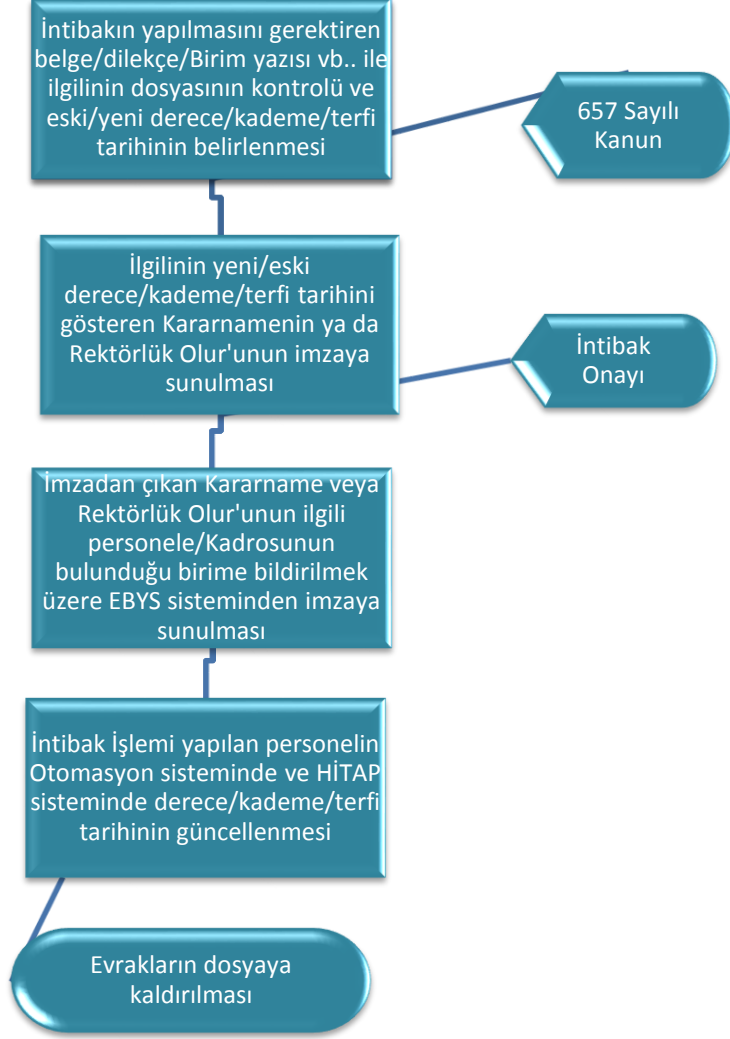 İntibakın yapılmasını gerektiren
belge/dilekçe/Birim yazısı vb.. ile
ilgilinin dosyasının kontrolü ve
eski/yeni derece/kademe/terfi
tarihinin belirlenmesi
657 Sayılı
Kanun
İlgilinin yeni/eski
derece/kademe/terfi tarihini
gösteren Kararnamenin ya da
Rektörlük Olur'unun imzaya
sunulması
İntibak
Onayı
İmzadan çıkan Kararname veya
Rektörlük Olur'unun ilgili
personele/Kadrosunun
bulunduğu birime bildirilmek
üzere EBYS sisteminden imzaya
sunulması
İntibak İşlemi yapılan personelin
Otomasyon sisteminde ve HİTAP
sisteminde derece/kademe/terfi
tarihinin güncellenmesi
Evrakların dosyaya
kaldırılması